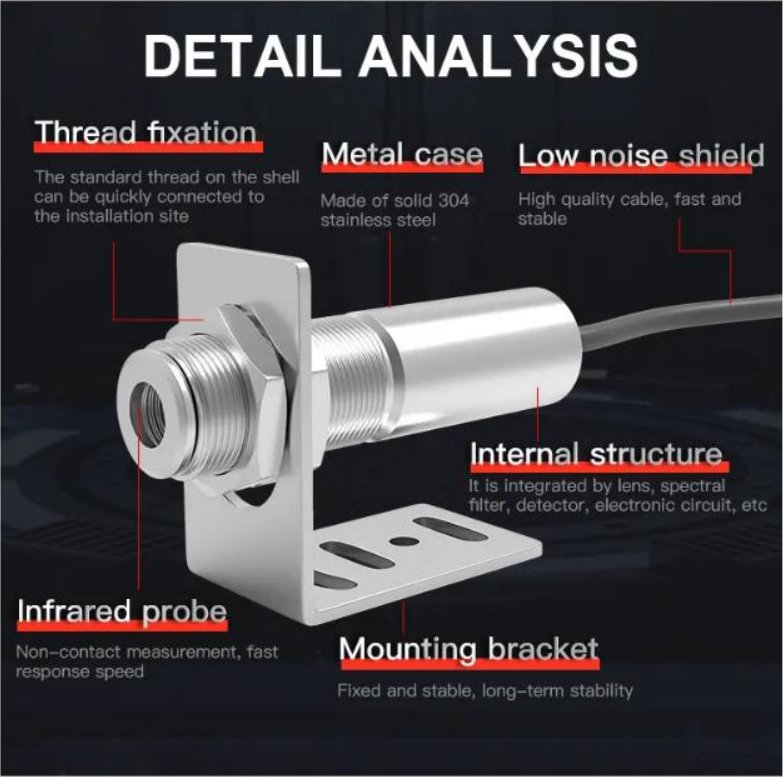 DETAIL ANALYSIS
Thread fixation
The standard thread on the shell
can be quickly connected to
the installation site
Metal case
Made of solid 304
stainless steel
Low noise shield
High quality cable, fast and
stable
Internal structure
It is integrated by lens, spectral
filter, detector, electronic circuit, etc
Infrared probe
Non-contact measurement, fast
response speed
Mounting bracket
Fixed and stable, long-term stability